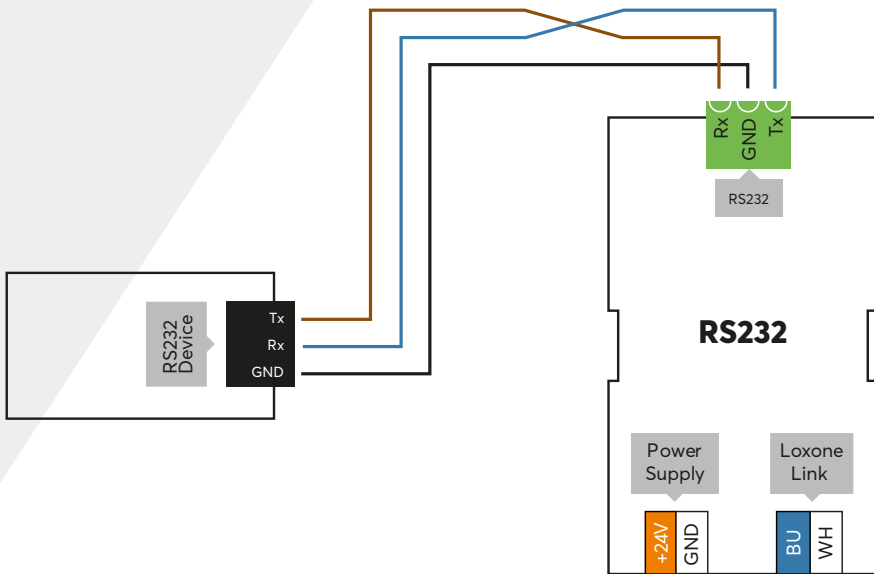 Rx
GND
Tx
RS232
RS232
Device
Tx
Rx
GND
RS232
Power
Supply
Loxone
Link
+24V
GND
BU
WH